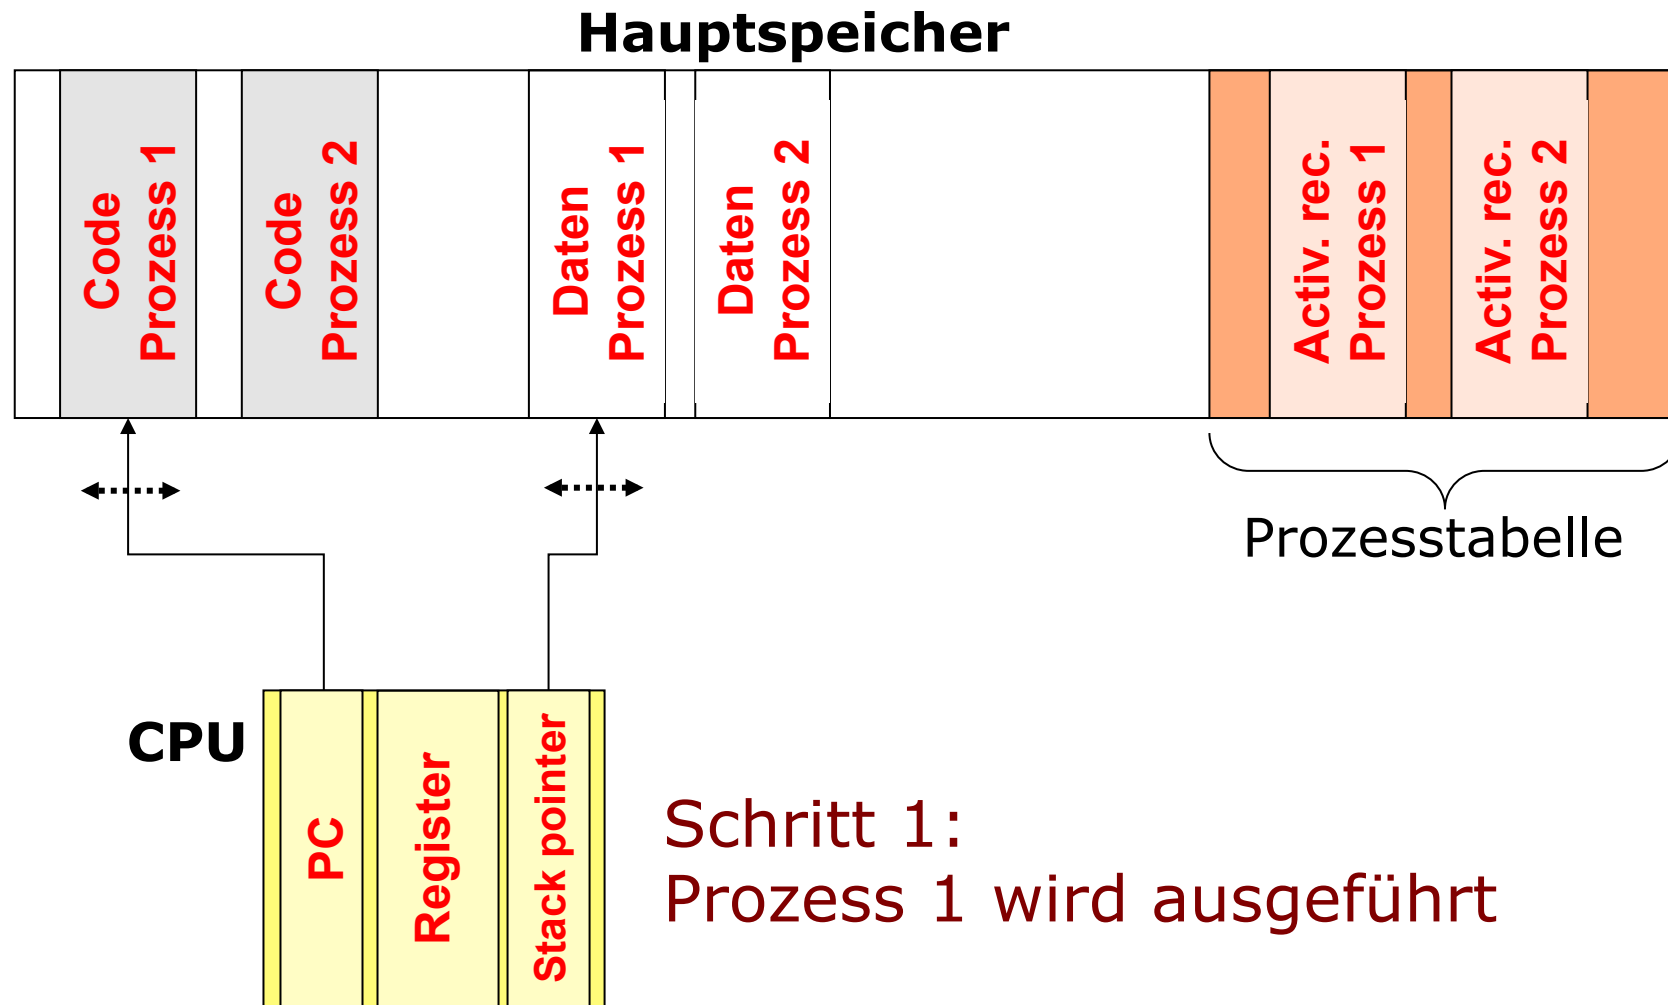 Hauptspeicher
Code
Prozess 1
Code
Prozess 2
Daten
Prozess 1
Daten
Prozess 2
Activ. rec.
Prozess 1
Activ. rec.
Prozess 2
Prozesstabelle
CPU
PC
Register
Stack pointer
Schritt 1:
Prozess 1 wird ausgeführt